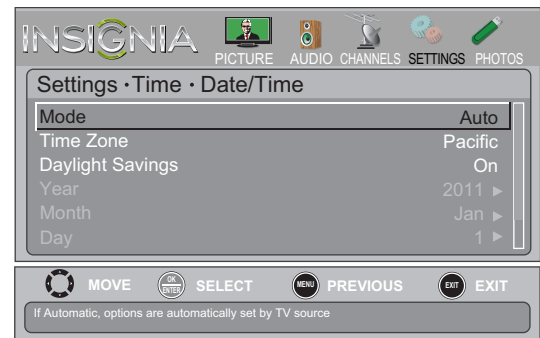 INSIGNIA
PICTURE AUDIO CHANNELS SETTINGS PHOTOS
Settings · Time · Date/Time
Mode Auto
Time Zone Pacific
Daylight Savings On
Year 2011 ▶
Month Jan ▶
Day 1 ▶
MOVE OK ENTER SELECT MENU PREVIOUS EXIT EXIT
If Automatic, options are automatically set by TV source